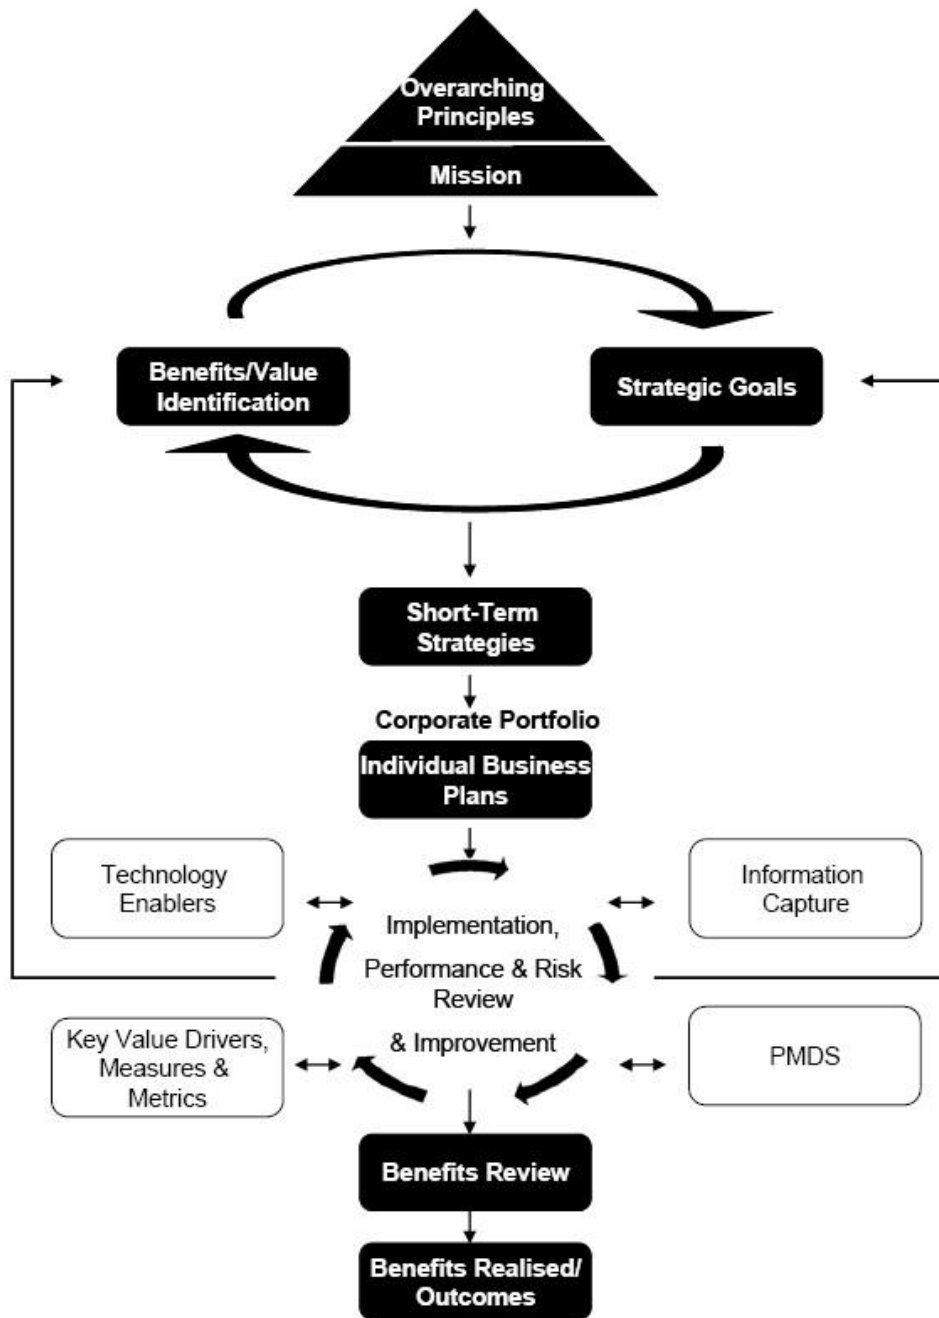 Overarching
Principles
Mission
Benefits/Value
Identification
Strategic Goals
Short-Term
Strategies
Corporate Portfolio
Individual Business
Plans
Technology
Enablers
Information
Capture
Implementation,
Performance & Risk
Review
& Improvement
Key Value Drivers,
Measures &
Metrics
PMDS
Benefits Review
Benefits Realised/
Outcomes